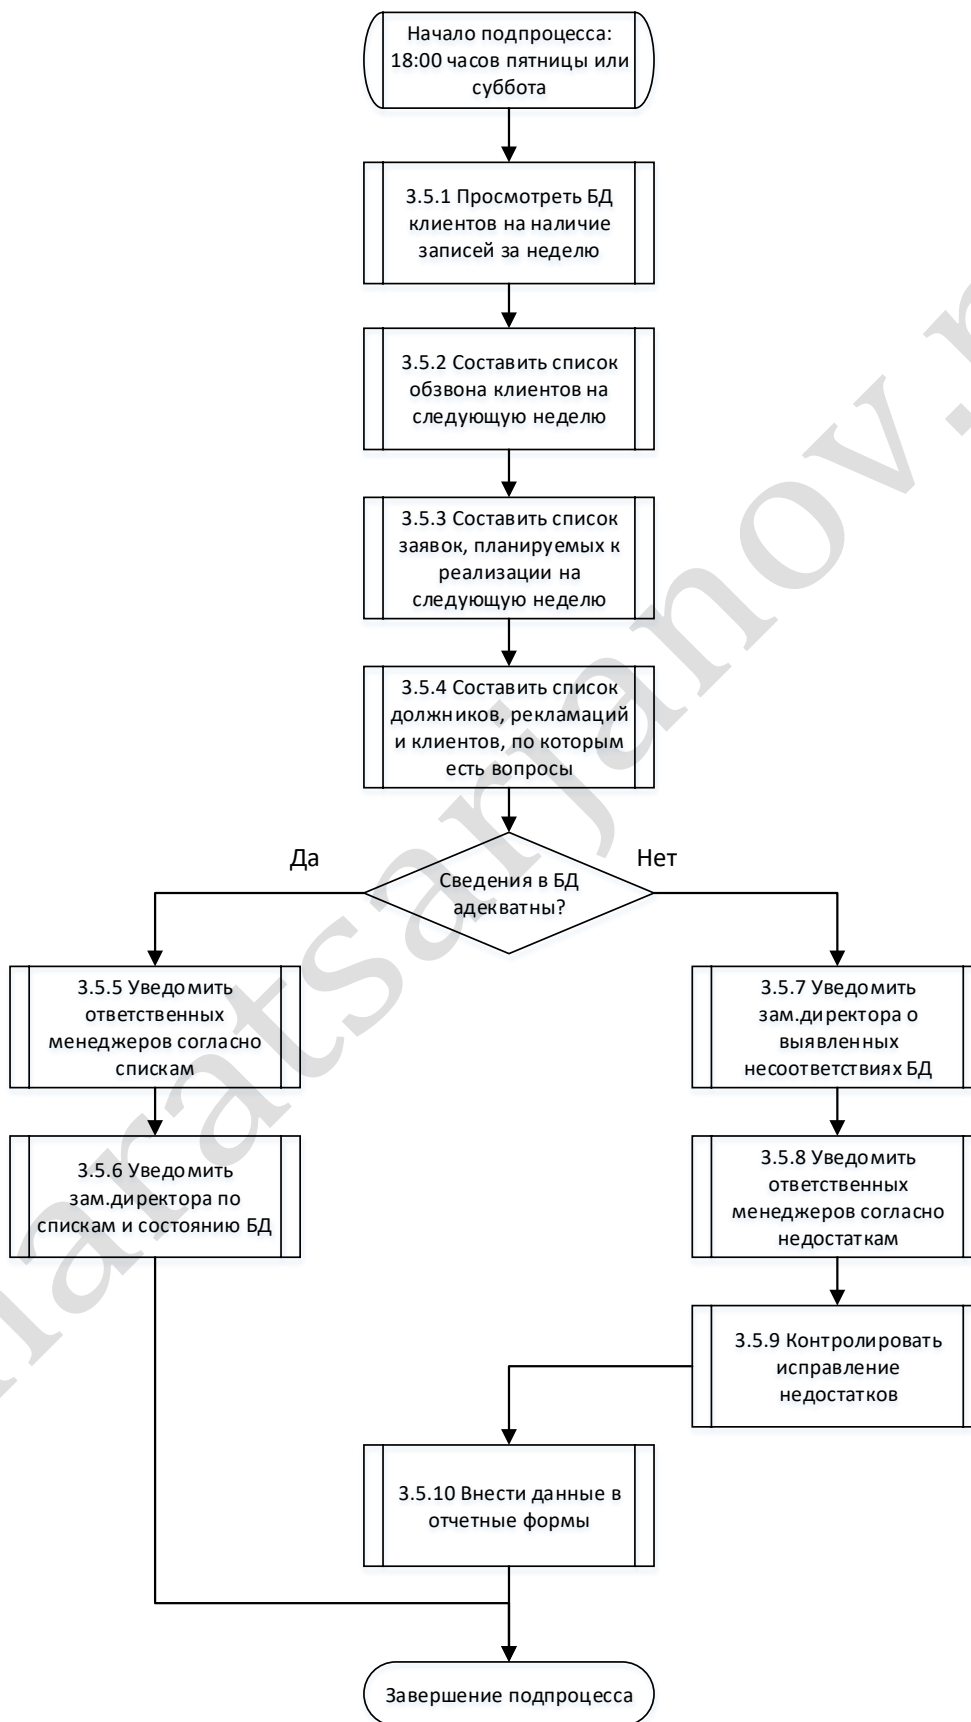 Начало подпроцесса:
18:00 часов пятницы или
суббота
3.5.1 Просмотреть БД
клиентов на наличие
записей за неделю
3.5.2 Составить список
обзвона клиентов на
следующую неделю
3.5.3 Составить список
заявок, планируемых к
реализации на
следующую неделю
3.5.4 Составить список
должников, рекламаций
и клиентов, по которым
есть вопросы
Да
Нет
Сведения в БД
адекватны?
3.5.5 Уведомить
ответственных
менеджеров согласно
спискам
3.5.7 Уведомить
зам.директора о
выявленных
несоответствиях БД
3.5.6 Уведомить
зам.директора по
спискам и состоянию БД
3.5.8 Уведомить
ответственных
менеджеров согласно
недостаткам
3.5.9 Контролировать
исправление
недостатков
3.5.10 Внести данные в
отчетные формы
Завершение подпроцесса